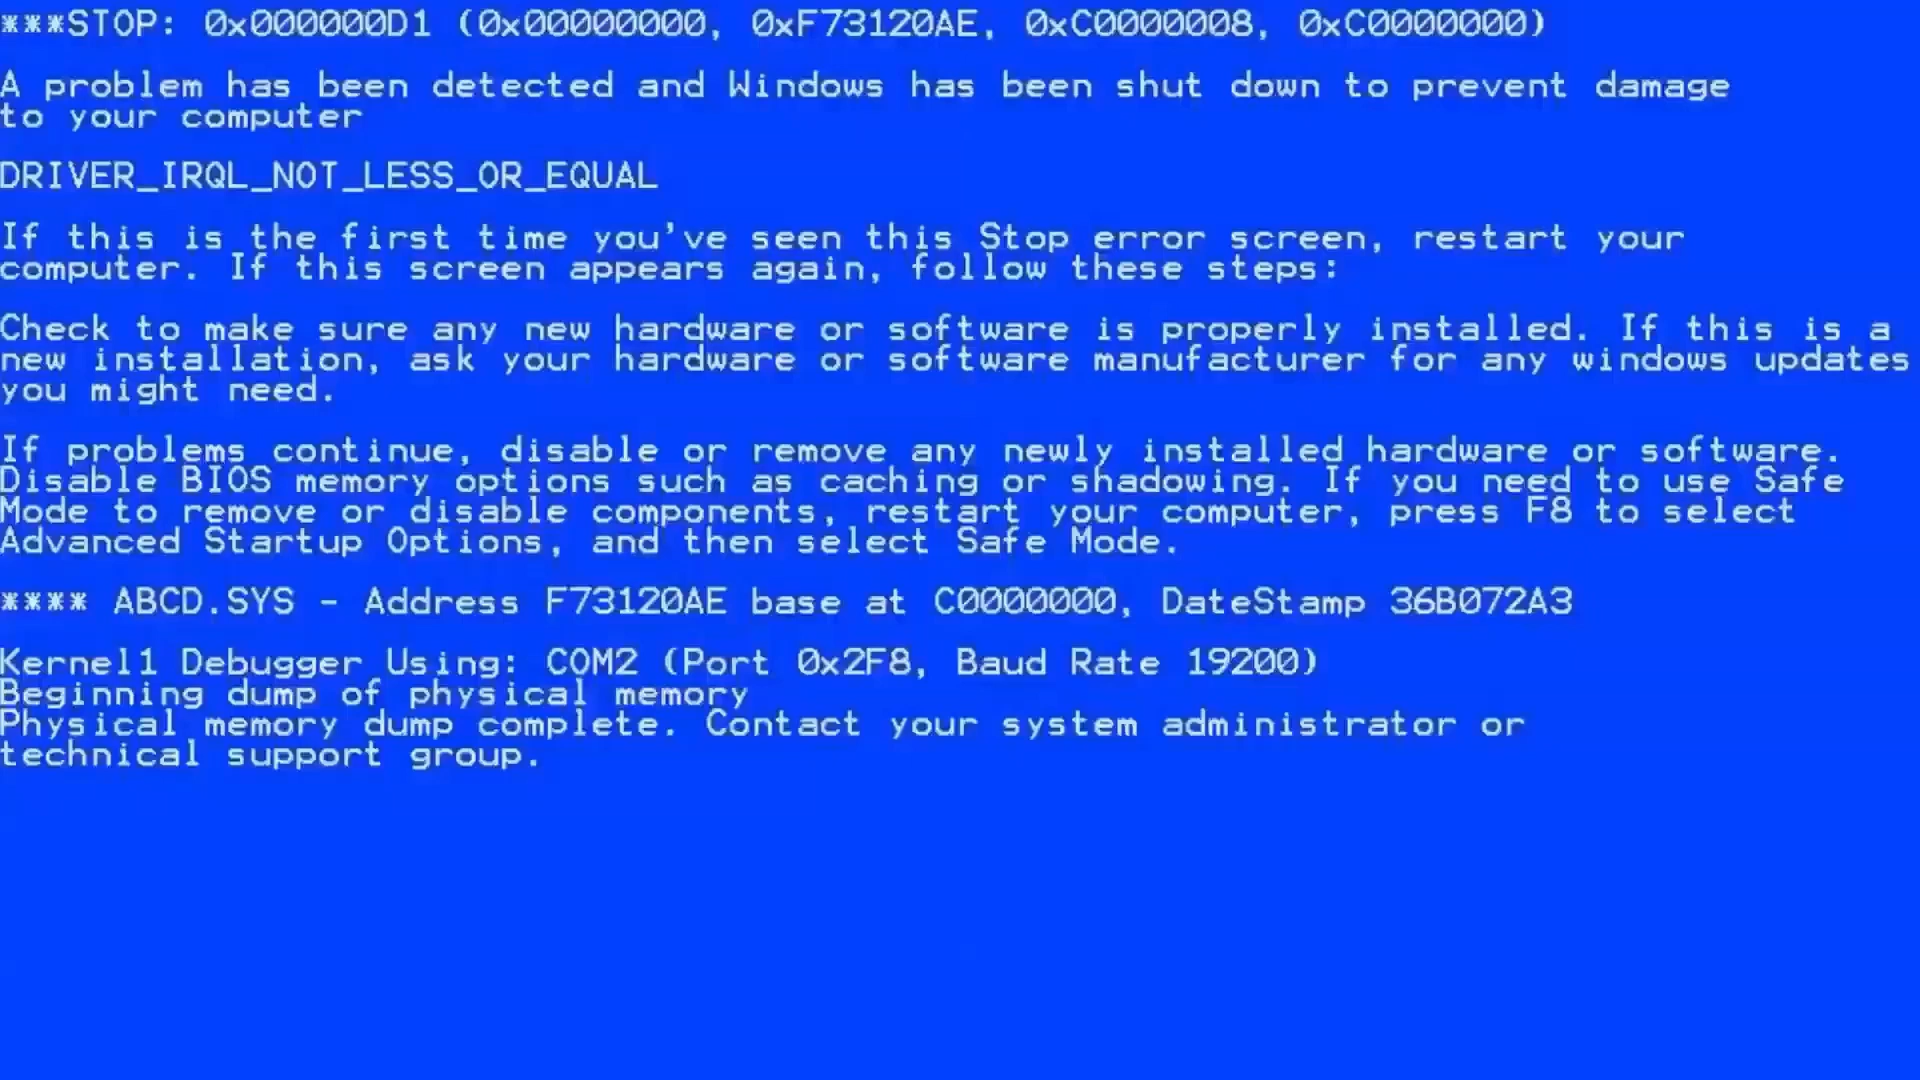 ***STOP: 0x000000D1 (0x00000000, 0xF73120AE, 0xC0000008, 0xC0000000)
A problem has been detected and Windows has been shut down to prevent damage
to your computer
DRIVER_IRQL_NOT_LESS_OR_EQUAL
If this is the first time you've seen this Stop error screen, restart your
computer. If this screen appears again, follow these steps:
Check to make sure any new hardware or software is properly installed. If this is a
new installation, ask your hardware or software manufacturer for any windows updates
you might need.
If problems continue, disable or remove any newly installed hardware or software.
Disable BIOS memory options such as caching or shadowing. If you need to use Safe
Mode to remove or disable components, restart your computer, press F8 to select
Advanced Startup Options, and then select Safe Mode.
**** ABCD.SYS - Address F73120AE base at C0000000, DateStamp 36B072A3
Kernel1 Debugger Using: COM2 (Port 0x2F8, Baud Rate 19200)
Beginning dump of physical memory
Physical memory dump complete. Contact your system administrator or
technical support group.